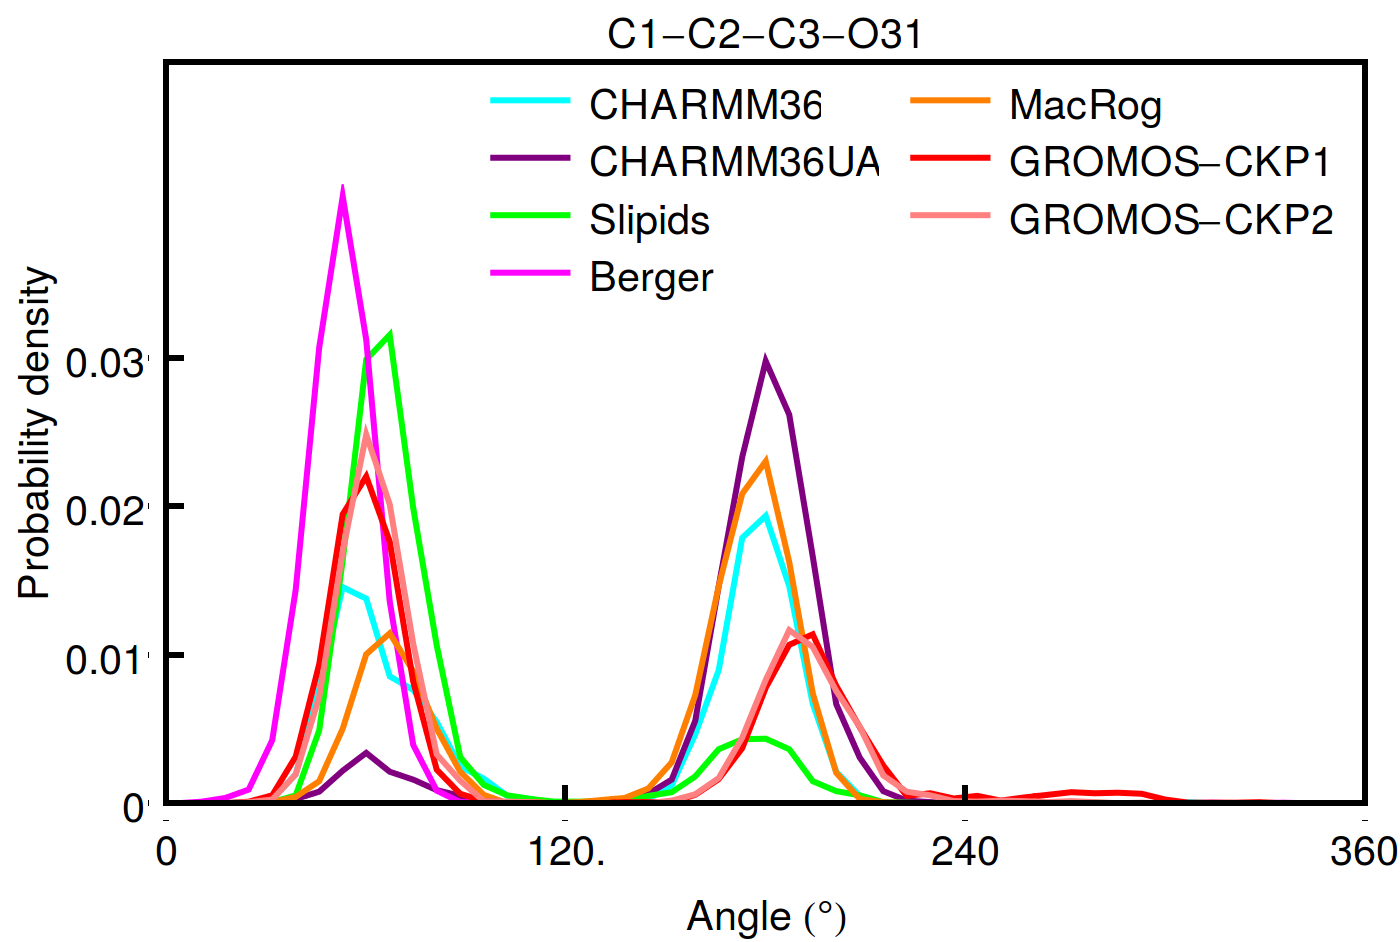 C1−C2−C3−O31
CHARMM36
CHARMM36UA
Slipids
Berger
MacRog
GROMOS−CKP1
GROMOS−CKP2
Probability density
0.03
0.02
0.01
0
0 120. 240 360
Angle (°)